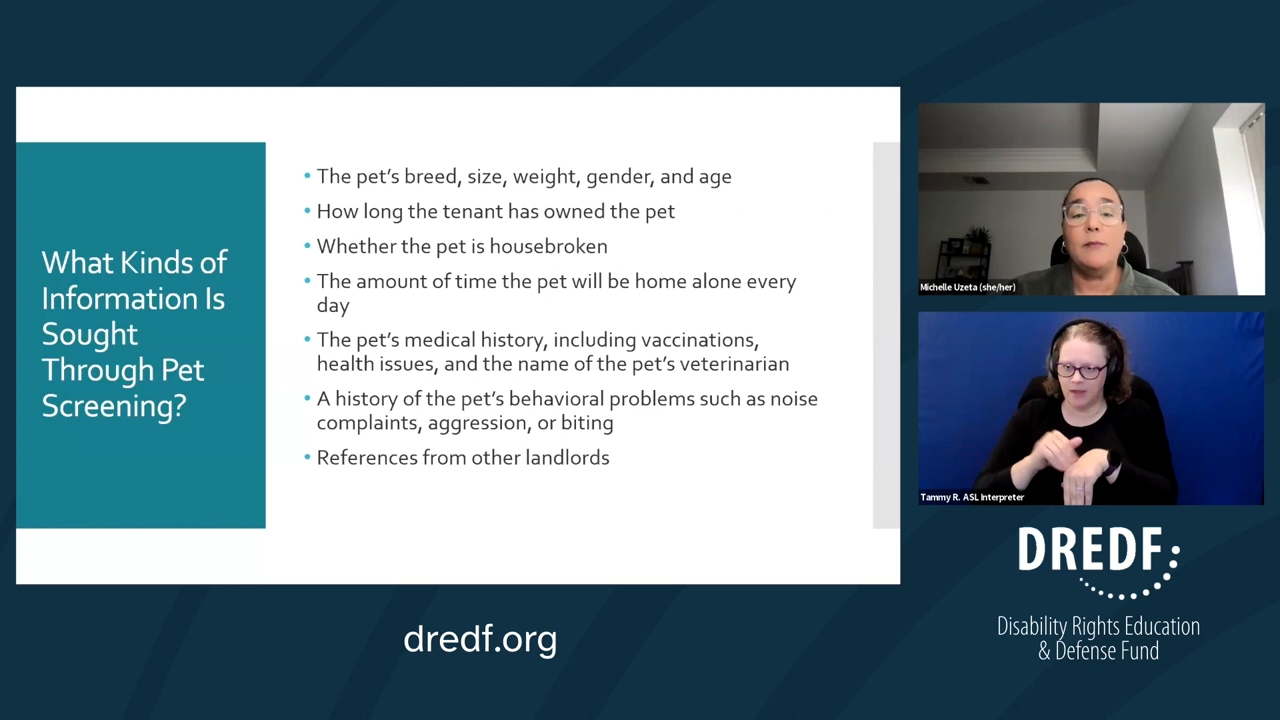 What Kinds of
Information Is
Sought
Through Pet
Screening?
• The pet's breed, size, weight, gender, and age
• How long the tenant has owned the pet
• Whether the pet is housebroken
• The amount of time the pet will be home alone every
day
• The pet's medical history, including vaccinations,
health issues, and the name of the pet's veterinarian
• A history of the pet's behavioral problems such as noise
complaints, aggression, or biting
• References from other landlords
Michelle Uzeta (she/her)
Tammy R. ASL Interpreter
DREDF
Disability Rights Education
& Defense Fund
dredf.org